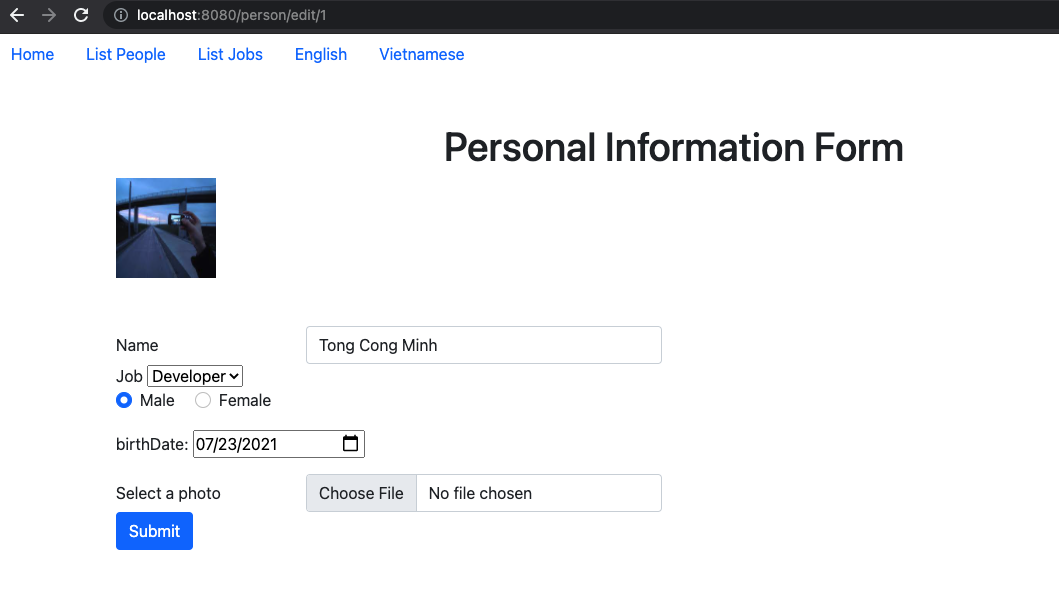 localhost:8080/person/edit/1
Home List People List Jobs English Vietnamese
Personal Information Form
Name Tong Cong Minh
Job Developer
Male Female
birthDate: 07/23/2021
Select a photo Choose File No file chosen
Submit